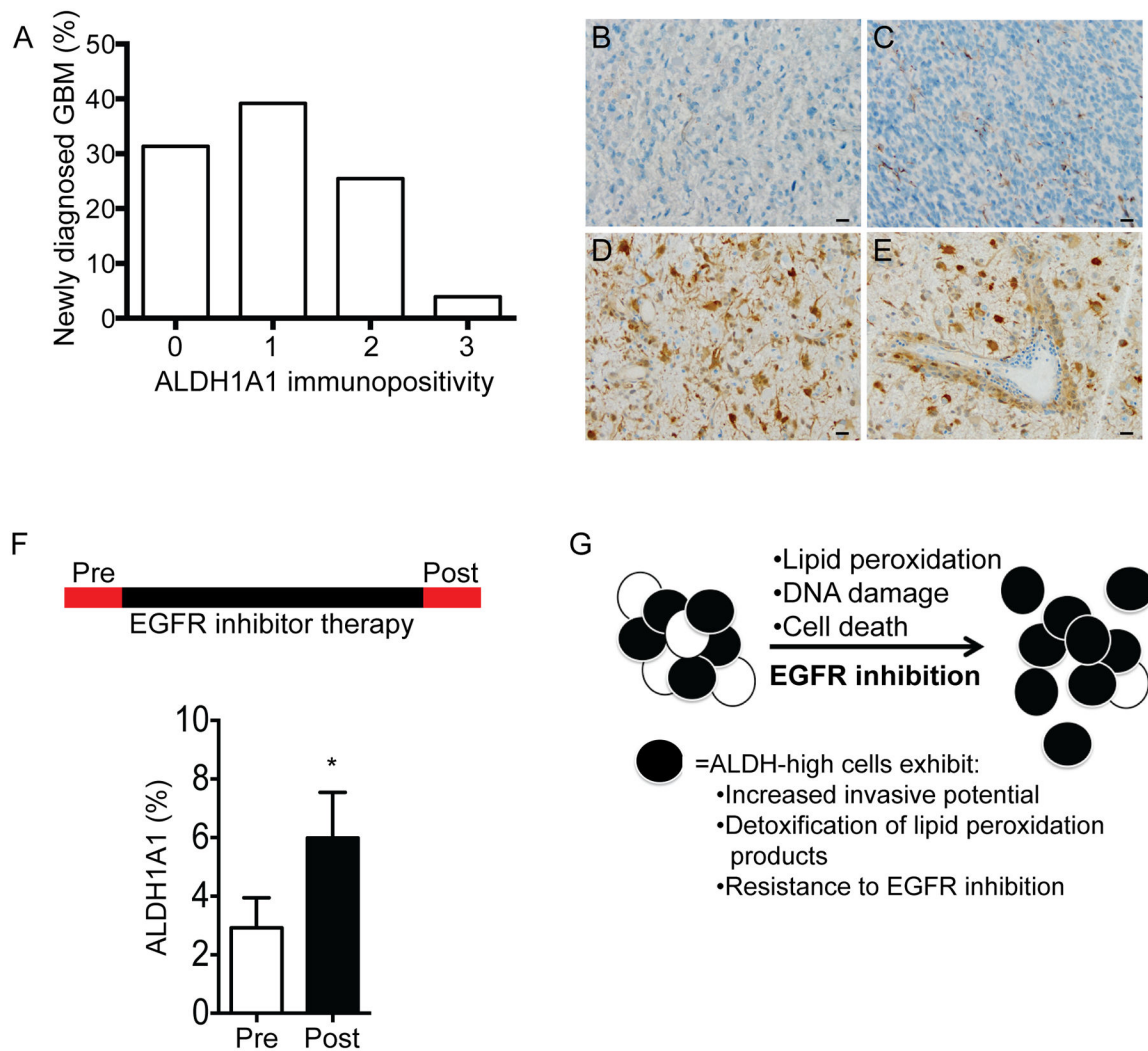 A
Newly diagnosed GBM (%)
50
40
30
20
10
0
0 1 2 3
ALDH1A1 immunopositivity
B
C
D
E
F
Pre Post
EGFR inhibitor therapy
ALDH1A1 (%)
10
8
6
4
2
0
*
Pre Post
G
•Lipid peroxidation
•DNA damage
•Cell death
EGFR inhibition
=ALDH-high cells exhibit:
•Increased invasive potential
•Detoxification of lipid peroxidation
products
•Resistance to EGFR inhibition